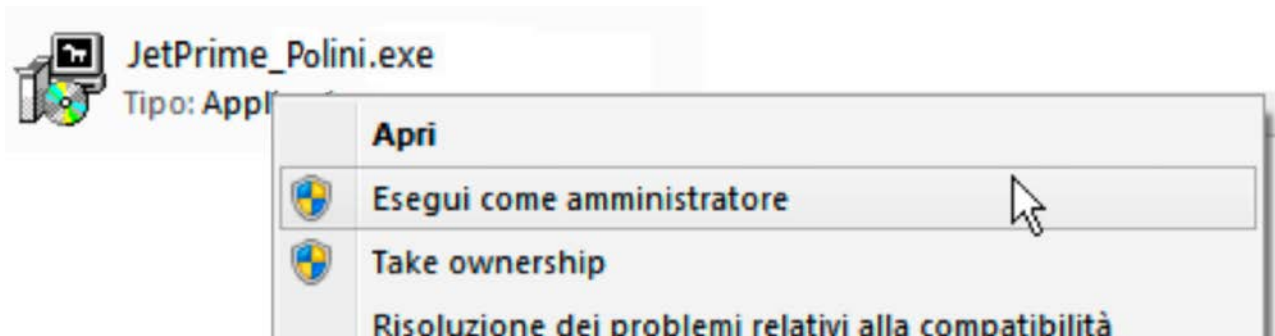 JetPrime_Polini.exe
Tipo: Appl
Apri
Esegui come amministratore
Take ownership
Risoluzione dei problemi relativi alla compatibilità